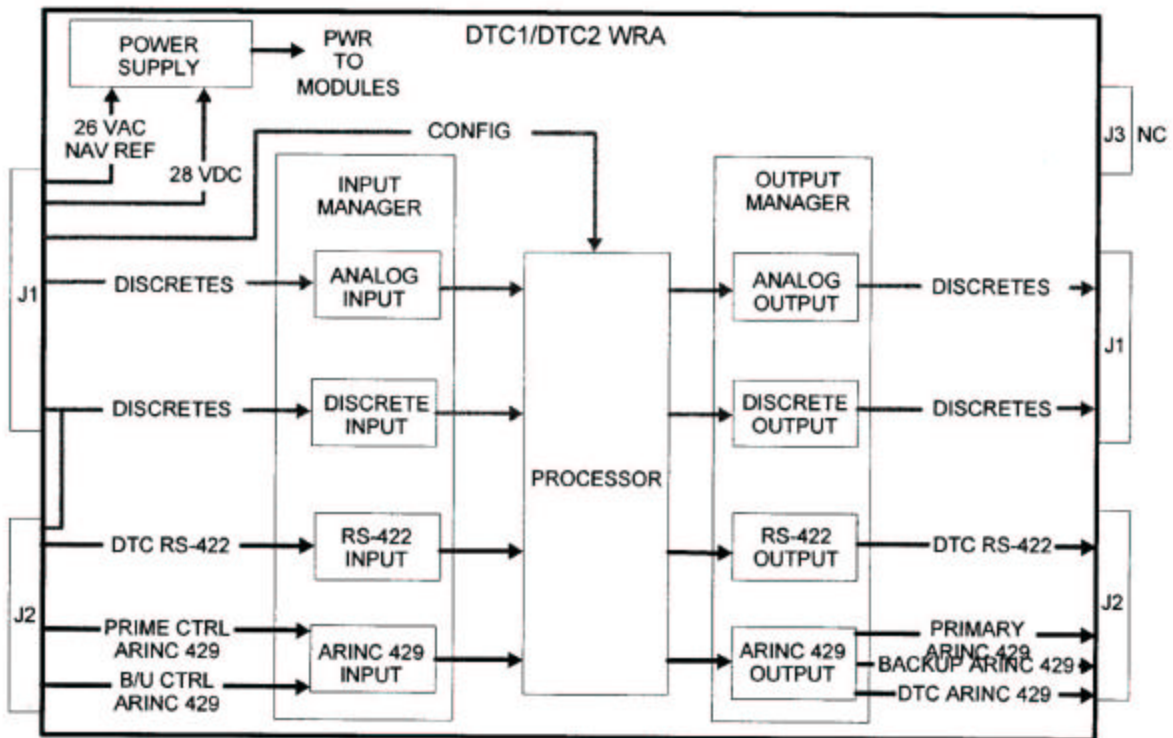 DTC1/DTC2 WRA
POWER
SUPPLY
PWR
TO
MODULES
26 VAC
NAV REF
28 VDC
CONFIG
J3
NC
INPUT
MANAGER
OUTPUT
MANAGER
J1
DISCRETES
ANALOG
INPUT
ANALOG
OUTPUT
DISCRETES
J1
DISCRETES
DISCRETE
INPUT
DISCRETE
OUTPUT
DISCRETES
PROCESSOR
DTC RS-422
RS-422
INPUT
RS-422
OUTPUT
DTC RS-422
J2
PRIME CTRL
ARINC 429
B/U CTRL
ARINC 429
ARINC 429
INPUT
ARINC 429
OUTPUT
PRIMARY
ARINC 429
BACKUP ARINC 429
DTC ARINC 429
J2